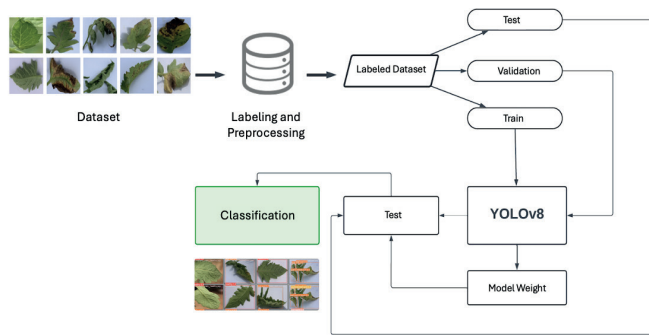 Test
Labeled Dataset
Validation
Dataset
Labeling and
Preprocessing
Train
Classification
Test
YOLOv8
Model Weight